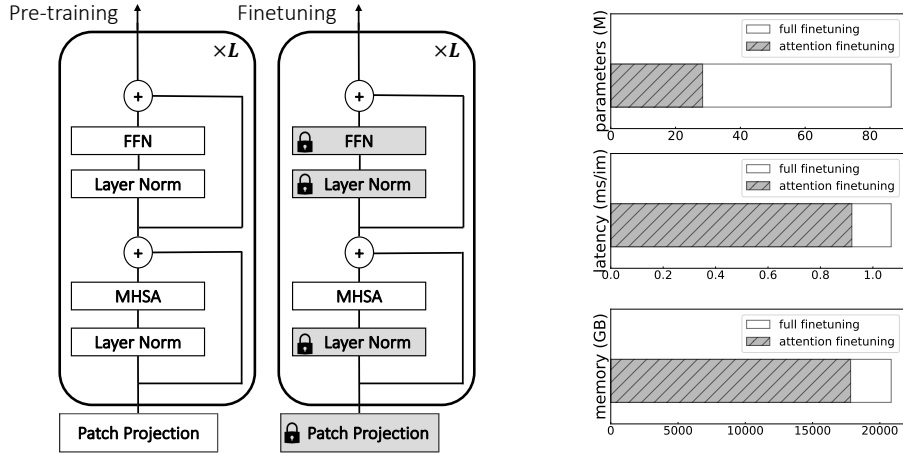 Pre-training
×L
+
FFN
Layer Norm
+
MHSA
Layer Norm
Patch Projection
Finetuning
×L
+
FFN
Layer Norm
+
MHSA
Layer Norm
Patch Projection
parameters (M)
full finetuning
attention finetuning
0 20 40 60 80
latency (ms/im)
full finetuning
attention finetuning
0.0 0.2 0.4 0.6 0.8 1.0
memory (GB)
full finetuning
attention finetuning
0 5000 10000 15000 20000